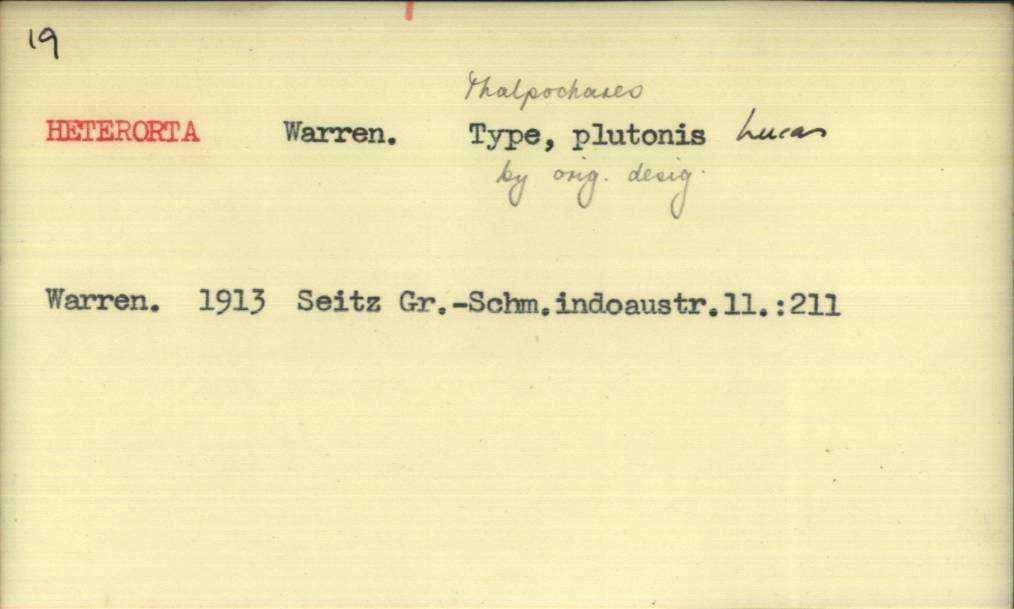 19
Thalpochares
HETERORTA Warren. Type, plutonis Lucas
by orig. desig.
Warren. 1913 Seitz Gr.-Schm.indoaustr.11.:211